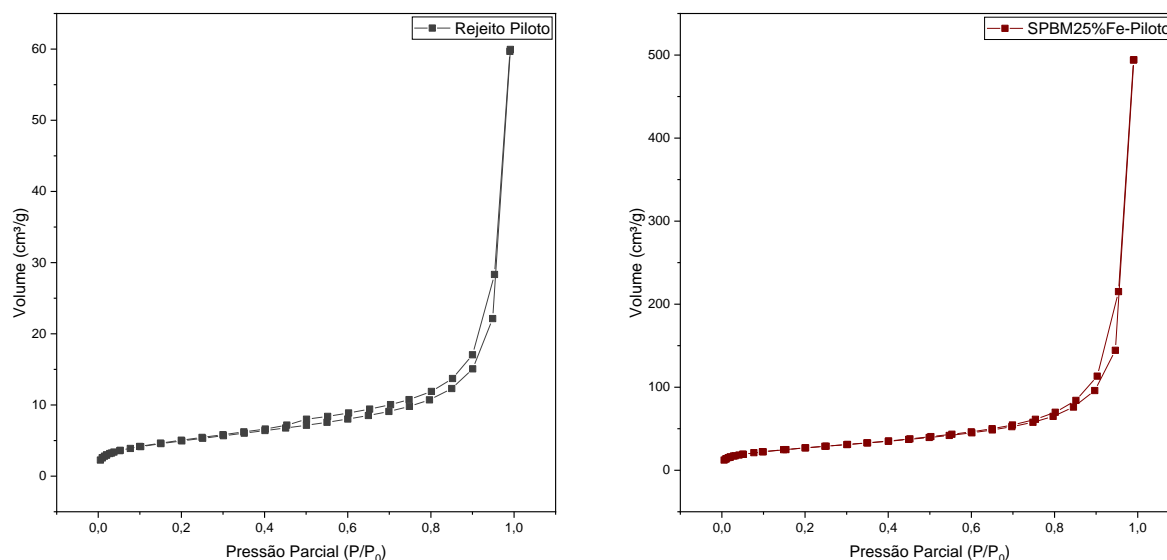 Rejeito Piloto
60
50
40
30
20
10
0
Volume (cm³/g)
0,0 0,2 0,4 0,6 0,8 1,0
Pressão Parcial (P/P₀)
SPBM25%Fe-Piloto
500
400
300
200
100
0
Volume (cm³/g)
0,0 0,2 0,4 0,6 0,8 1,0
Pressão Parcial (P/P₀)